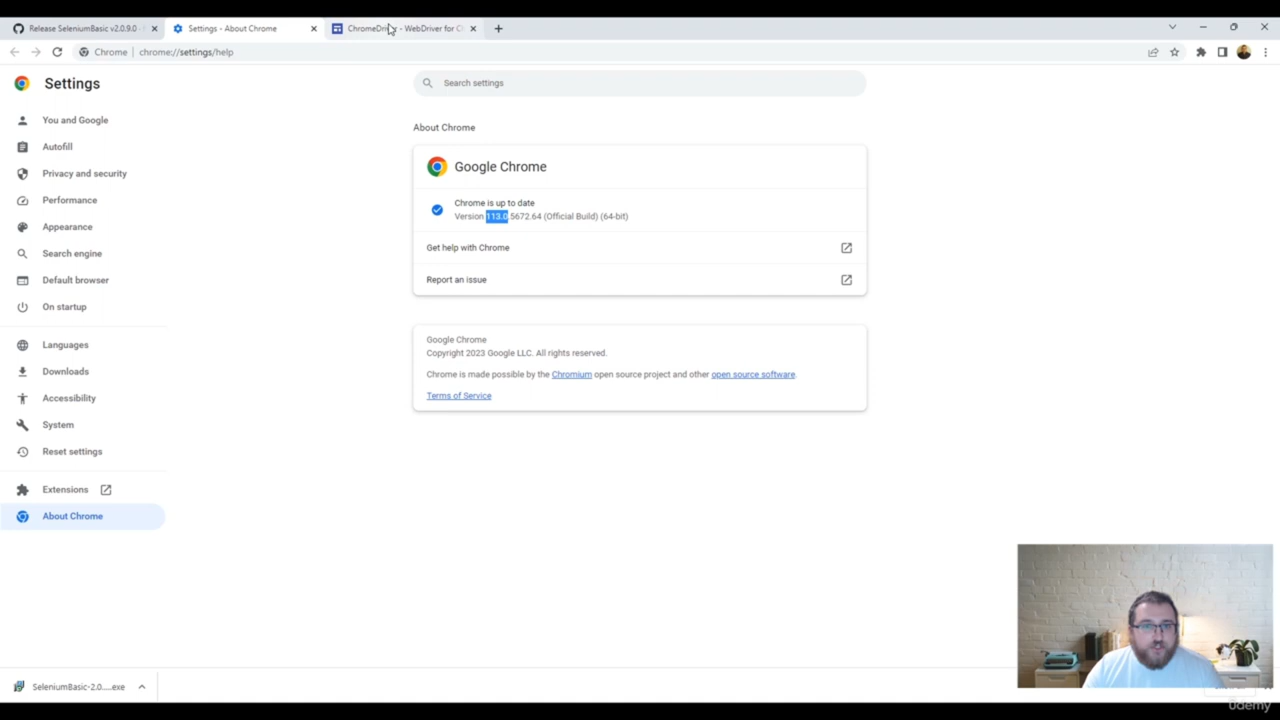 Release SeleniumBasic v2.0.9.0
Settings - About Chrome
ChromeDriver - WebDriver for C
Chrome
chrome://settings/help
Settings
Search settings
You and Google
Autofill
Privacy and security
Performance
Appearance
Search engine
Default browser
On startup
Languages
Downloads
Accessibility
System
Reset settings
Extensions
About Chrome
About Chrome
Google Chrome
Chrome is up to date
Version 113.0.5672.64 (Official Build) (64-bit)
Get help with Chrome
Report an issue
Google Chrome
Copyright 2023 Google LLC. All rights reserved.
Chrome is made possible by the Chromium open source project and other open source software.
Terms of Service
SeleniumBasic-2.0.....exe
ûdemy